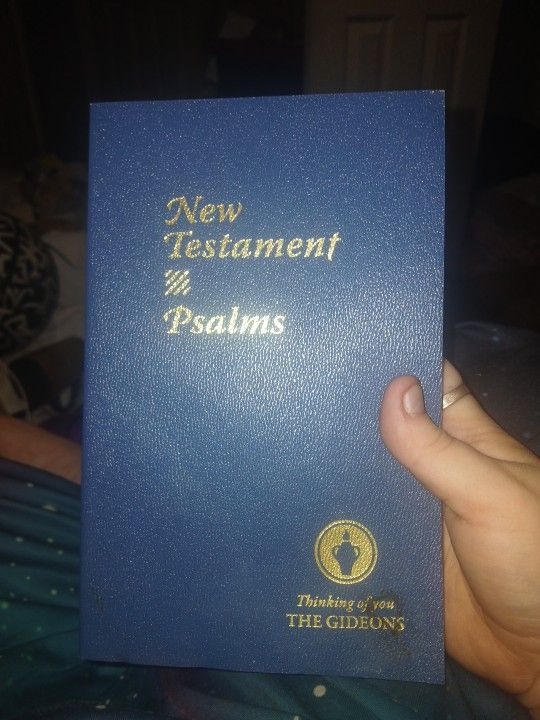 New
Testament
Psalms
Thinking of you
THE GIDEONS